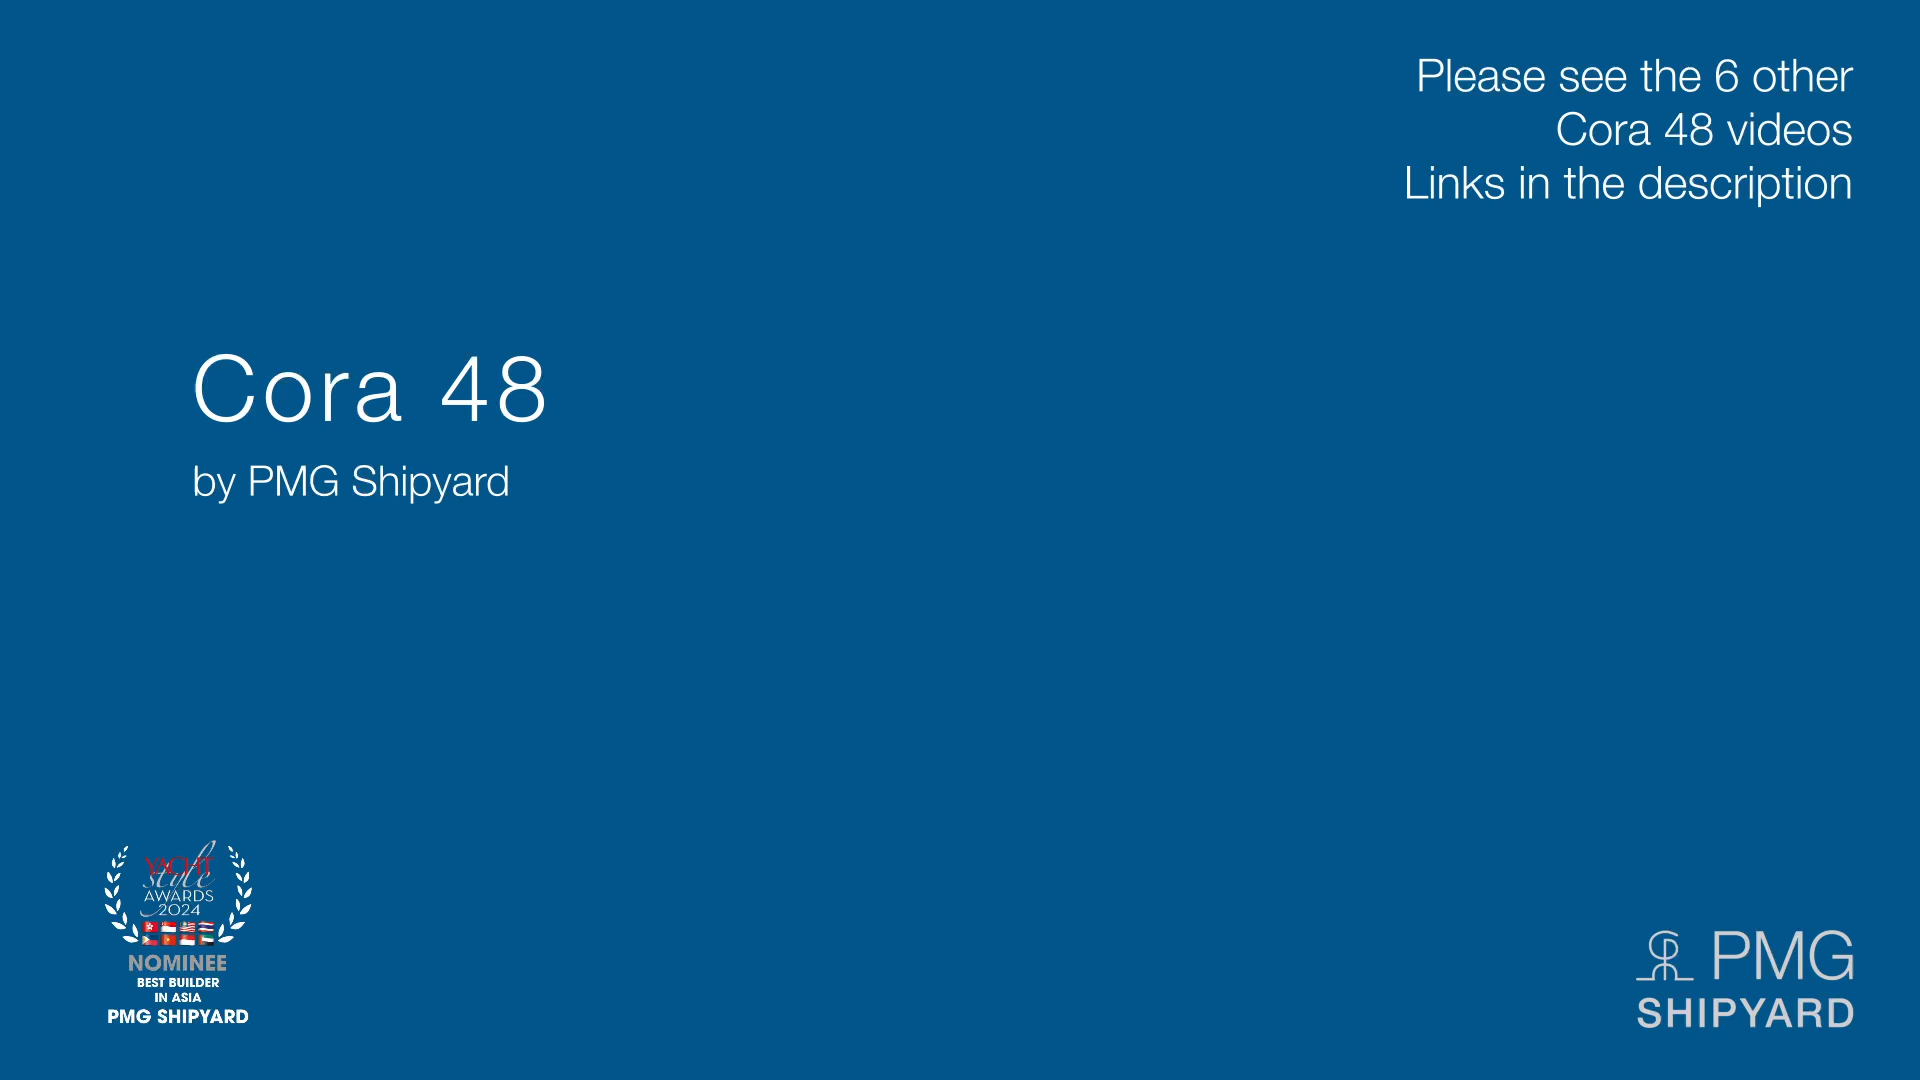 Please see the 6 other
Cora 48 videos
Links in the description
Cora 48
by PMG Shipyard
YACHT
style
AWARDS
2024
NOMINEE
BEST BUILDER
IN ASIA
PMG SHIPYARD
PMG
SHIPYARD